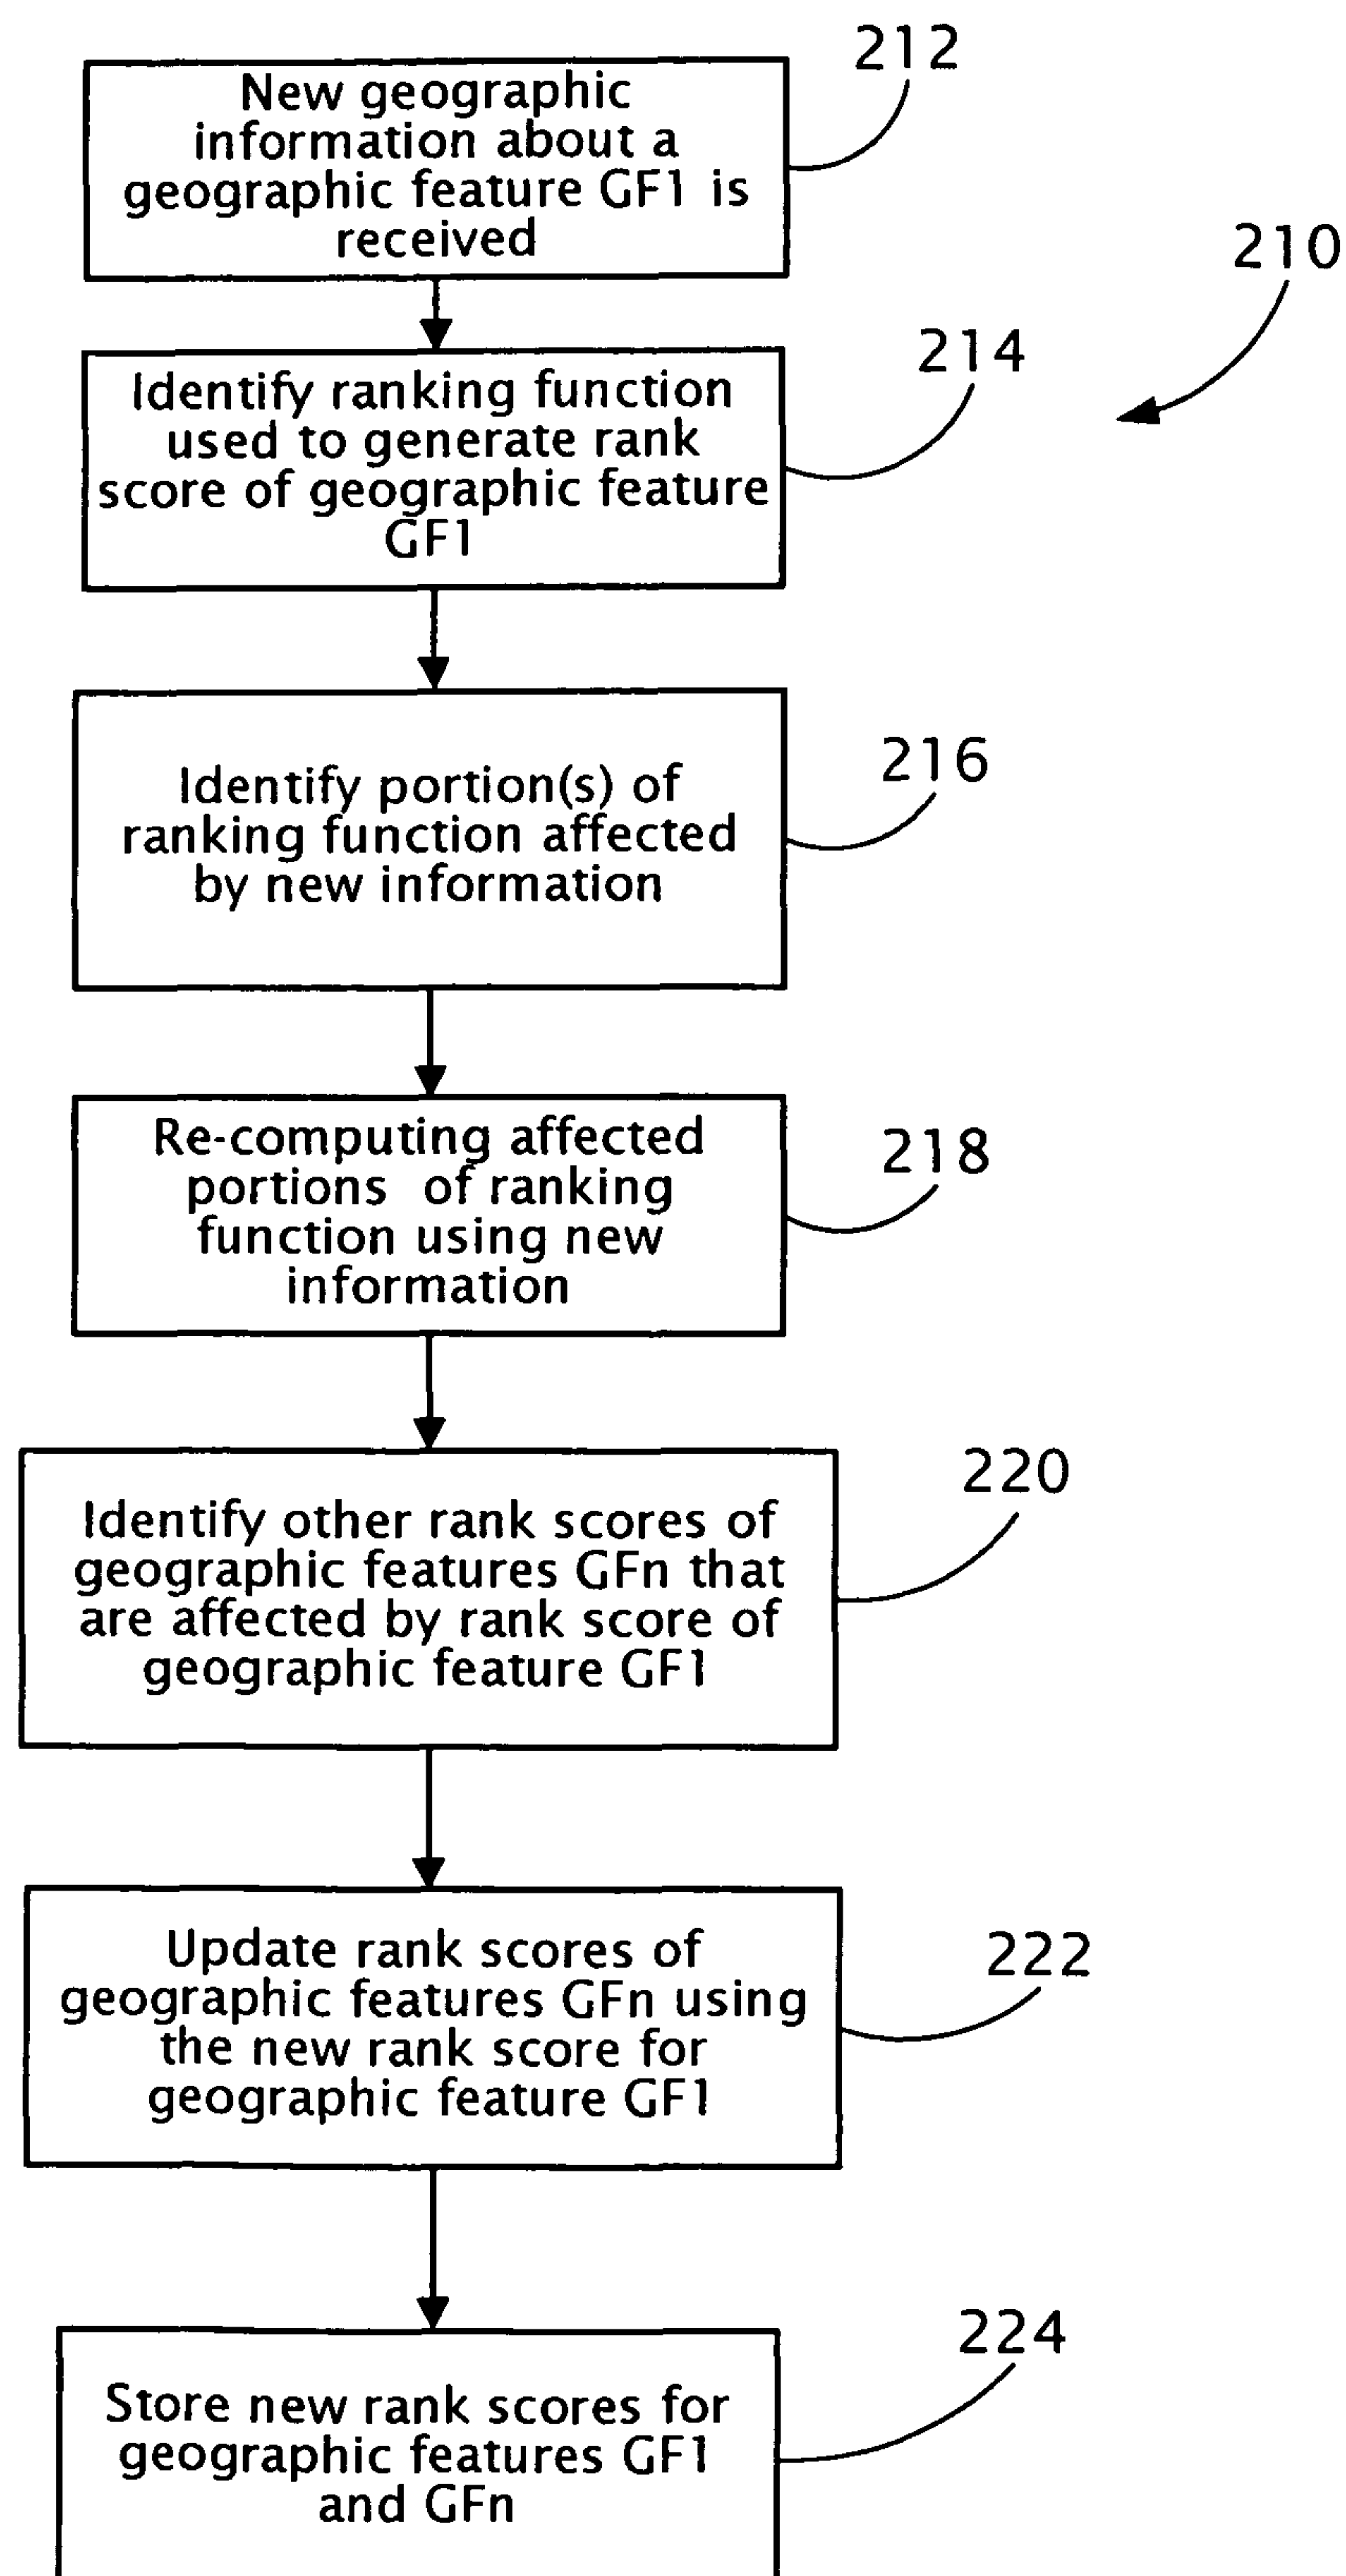 212
New geographic
information about a
geographic feature GF1 is
received
210
214
Identify ranking function
used to generate rank
score of geographic feature
GF1
216
Identify portion(s) of
ranking function affected
by new information
218
Re-computing affected
portions of ranking
function using new
information
220
Identify other rank scores of
geographic features GFn that
are affected by rank score of
geographic feature GF1
222
Update rank scores of
geographic features GFn using
the new rank score for
geographic feature GF1
224
Store new rank scores for
geographic features GF1
and GFn